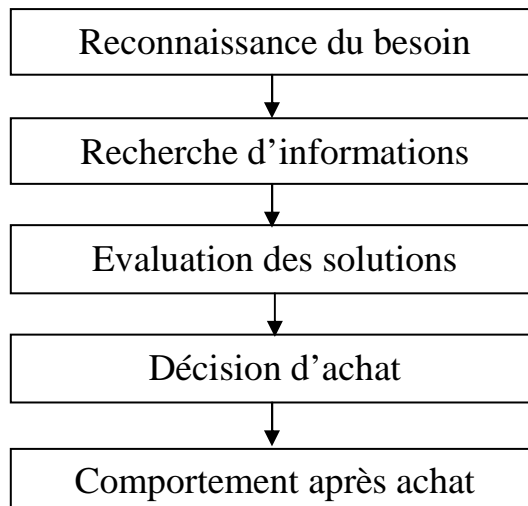 Reconnaissance du besoin
Recherche d’informations
Evaluation des solutions
Décision d’achat
Comportement après achat